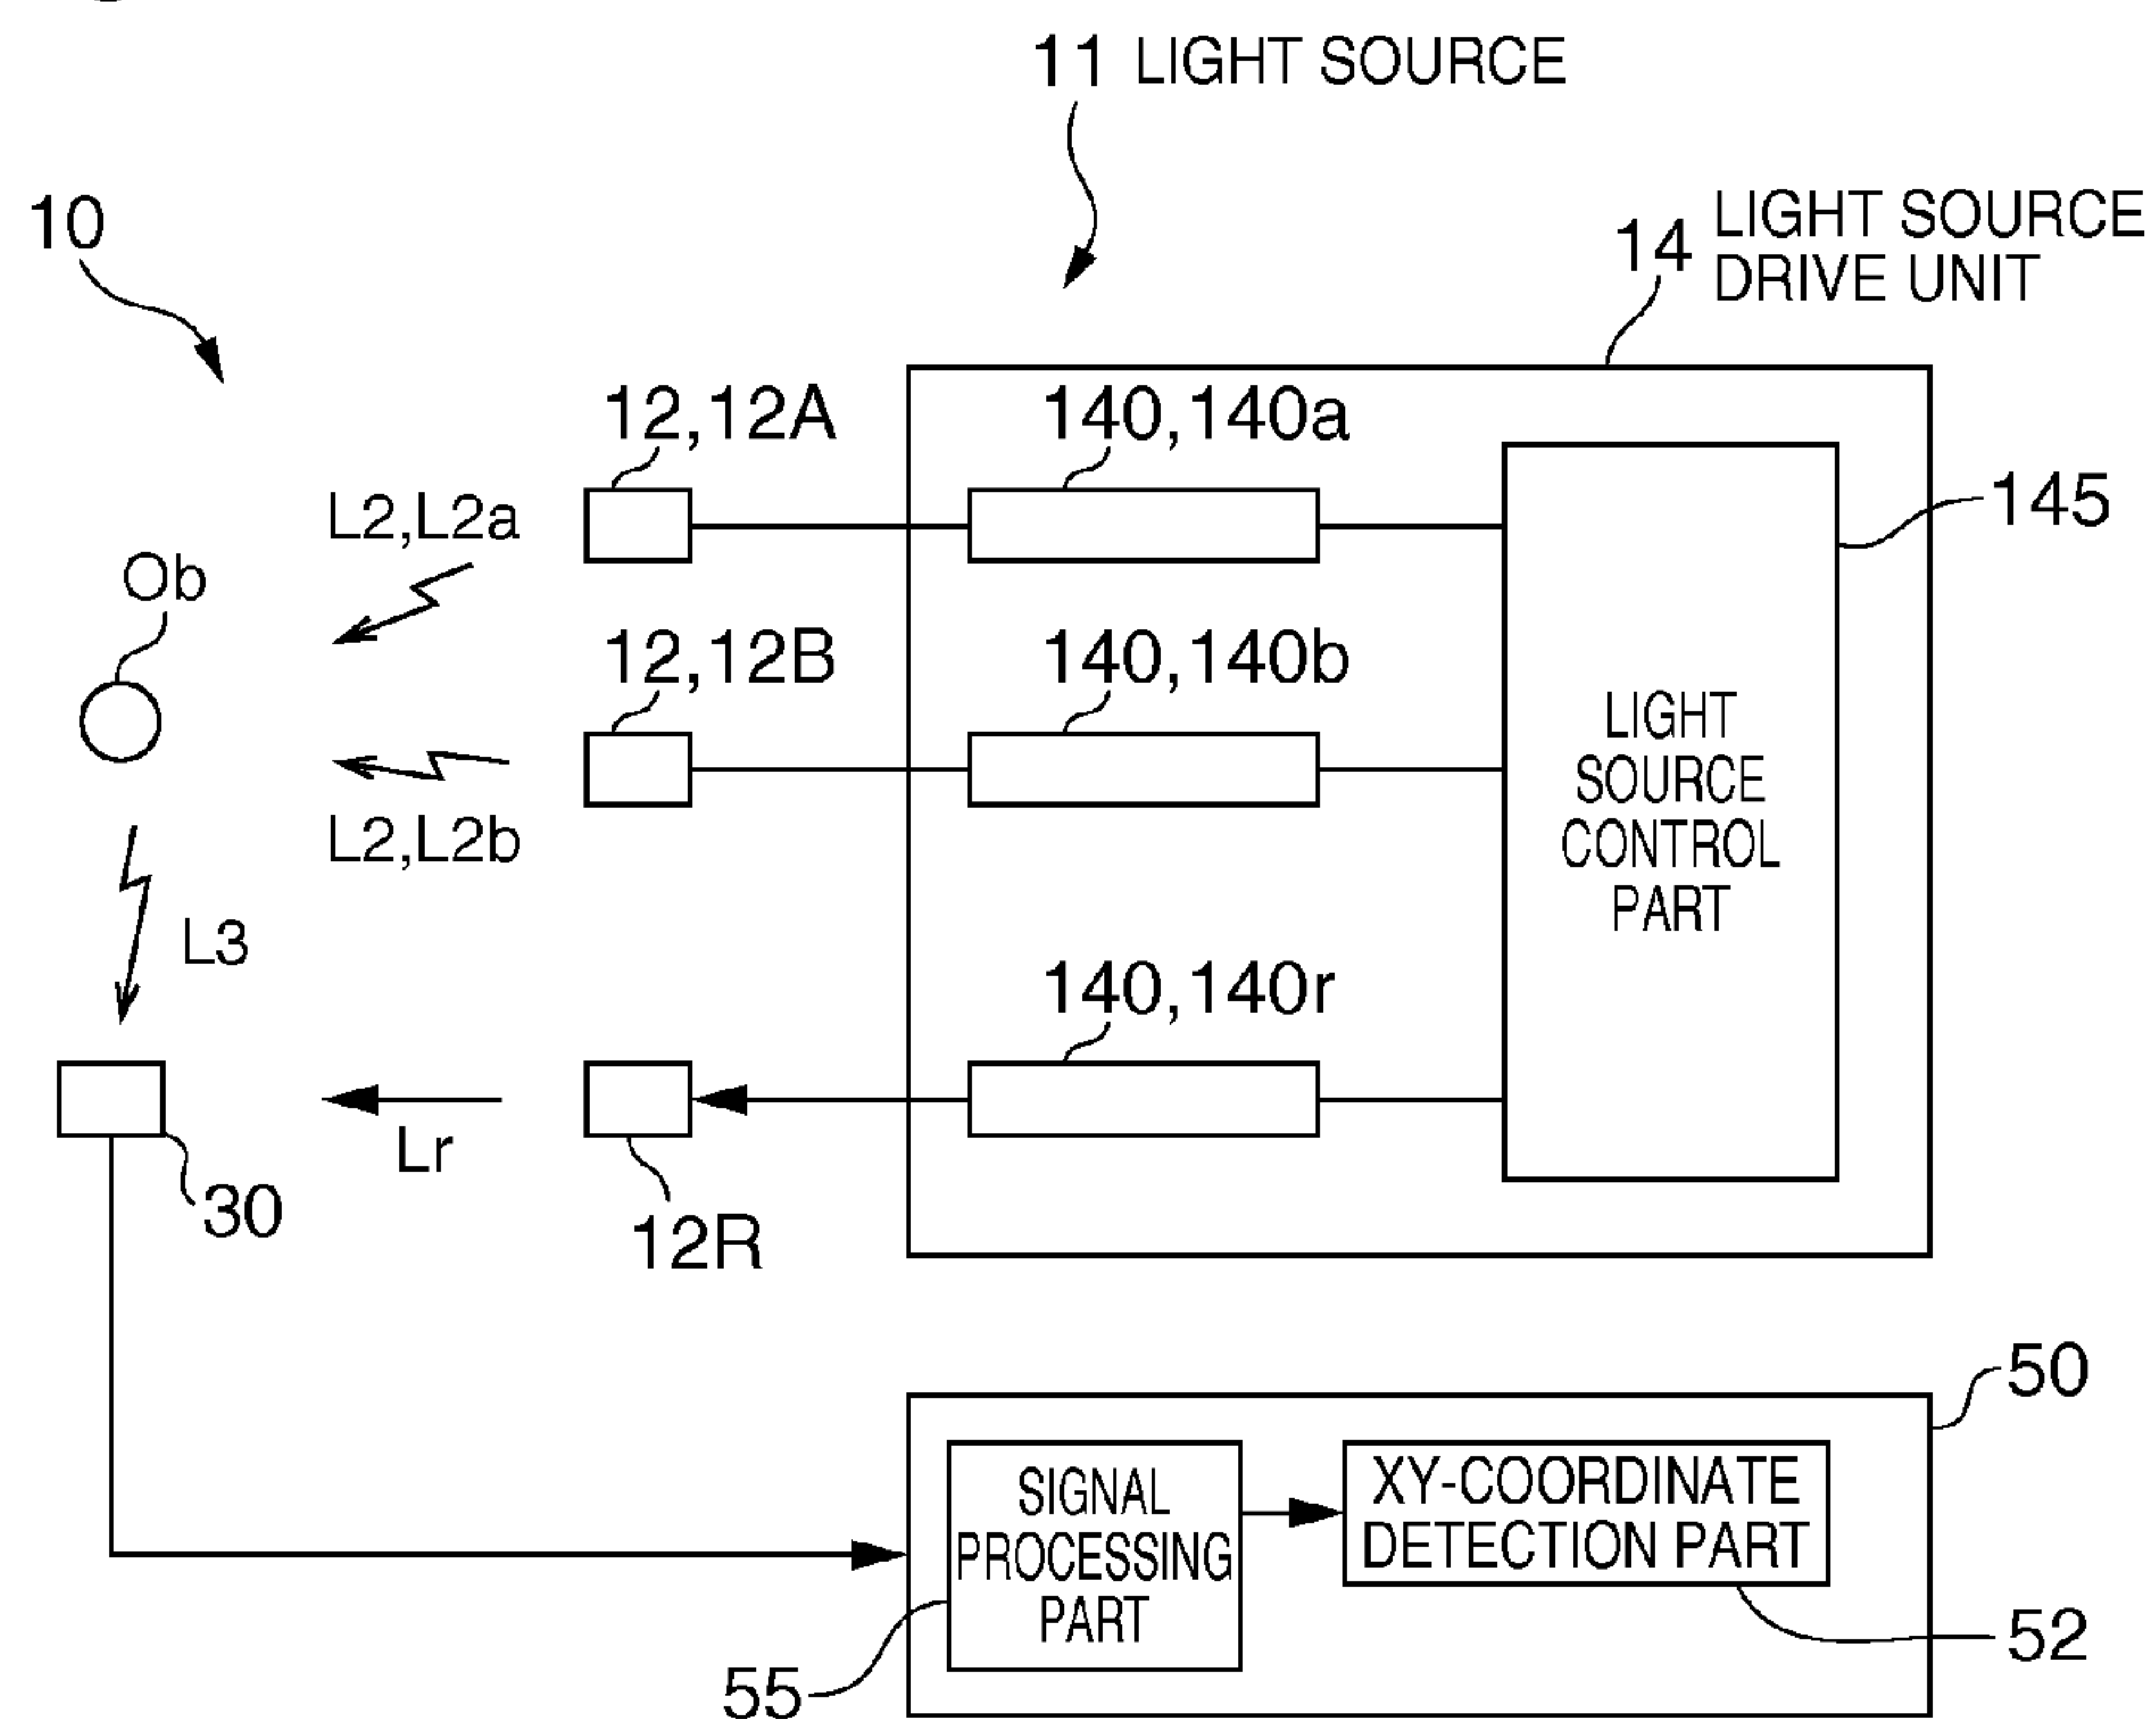 11 LIGHT SOURCE
10
14 LIGHT SOURCE
DRIVE UNIT
12,12A
140,140a
L2,L2a
145
Ob
12,12B
140,140b
LIGHT
SOURCE
CONTROL
PART
L2,L2b
L3
140,140r
Lr
30
12R
50
SIGNAL
PROCESSING
PART
XY-COORDINATE
DETECTION PART
52
55